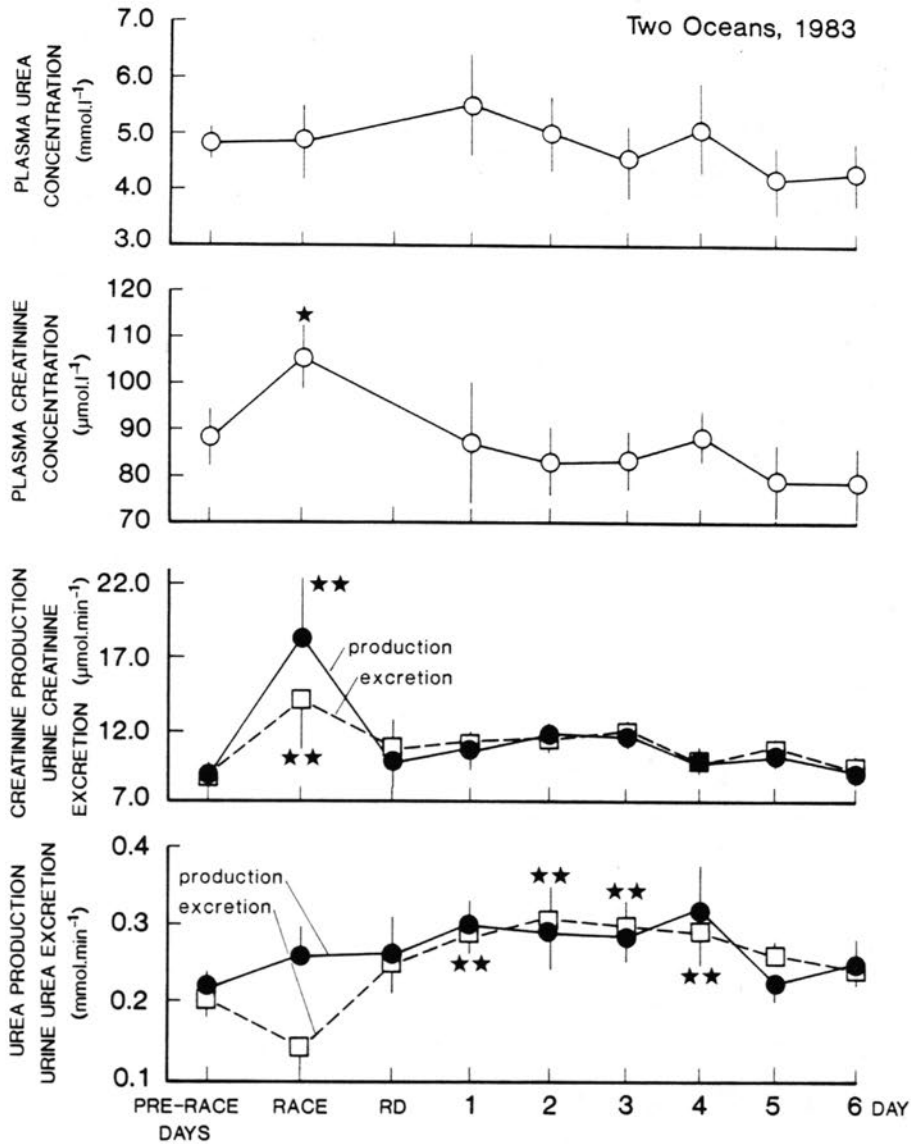 Two Oceans, 1983
PLASMA UREA
CONCENTRATION
(mmol.l⁻¹)
7.0
6.0
5.0
4.0
3.0
PLASMA CREATININE
CONCENTRATION
(µmol.l⁻¹)
120
110
100
90
80
70
★
CREATININE PRODUCTION
URINE CREATININE
EXCRETION (µmol.min⁻¹)
22.0
17.0
12.0
7.0
★★
production
excretion
★★
UREA PRODUCTION
URINE UREA EXCRETION
(mmol.min⁻¹)
0.4
0.3
0.2
0.1
production
excretion
★★
★★
★★
★★
PRE-RACE
DAYS
RACE
RD
1
2
3
4
5
6
DAY